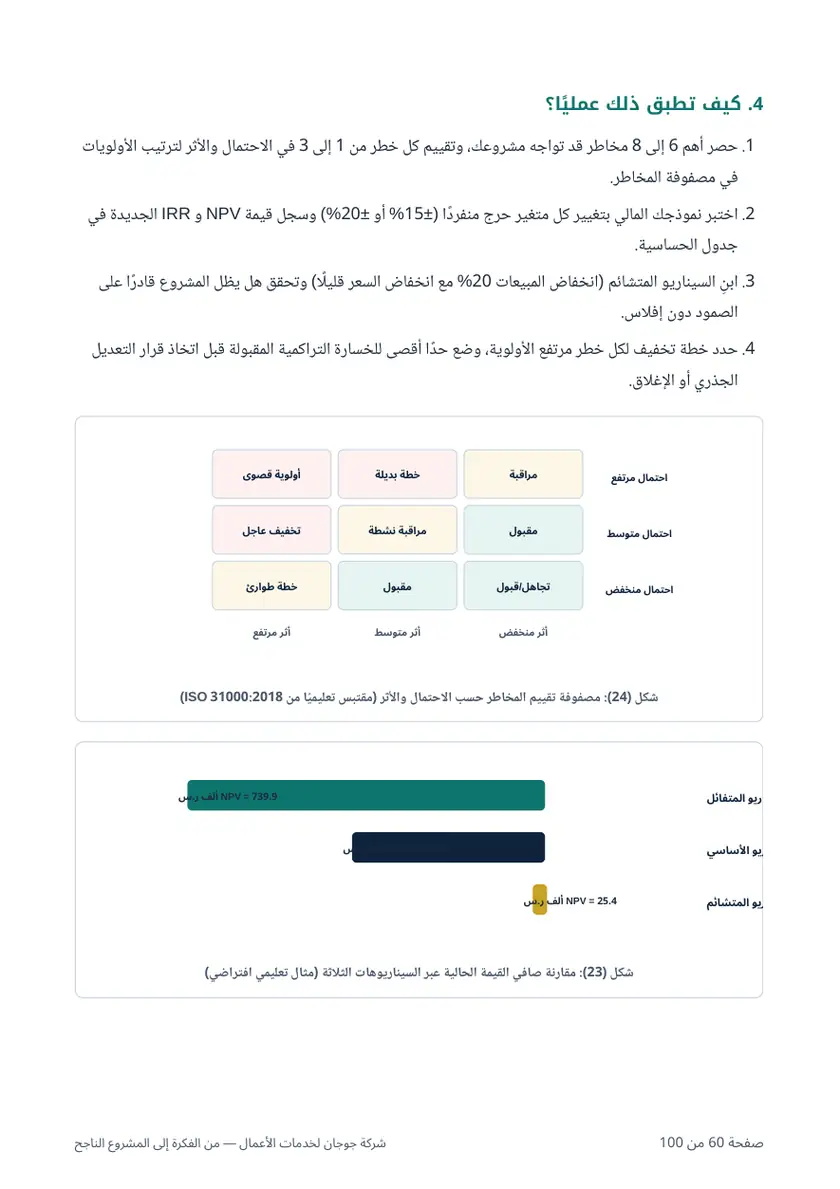 4. كيف تطبق ذلك عمليًا؟
1. حصر أهم 6 إلى 8 مخاطر قد تواجه مشروعك، وتقييم كل خطر من 1 إلى 3 في الاحتمال والأثر لترتيب الأولويات
في مصفوفة المخاطر.
2. اختبر نموذجك المالي بتغيير كل متغير حرج منفردًا (±15% أو ±20%) وسجل قيمة NPV و IRR الجديدة في
جدول الحساسية.
3. ابنِ السيناريو المتشائم (انخفاض المبيعات 20% مع انخفاض السعر قليلًا) وتحقق هل يظل المشروع قادرًا على
الصمود دون إفلاس.
4. حدد خطة تخفيف لكل خطر مرتفع الأولوية، وضع حدًا أقصى للخسارة التراكمية المقبولة قبل اتخاذ قرار التعديل
الجذري أو الإغلاق.
احتمال مرتفع مراقبة خطة بديلة أولوية قصوى
احتمال متوسط مقبول مراقبة نشطة تخفيف عاجل
احتمال منخفض تجاهل/قبول مقبول خطة طوارئ
أثر منخفض أثر متوسط أثر مرتفع
شكل (24): مصفوفة تقييم المخاطر حسب الاحتمال والأثر (مقتبس تعليميًا من ISO 31000:2018)
ريو المتفائل NPV = 739.9 ألف ر.س
ريو الأساسي
ريو المتشائم NPV = 25.4 ألف ر.س
شكل (23): مقارنة صافي القيمة الحالية عبر السيناريوهات الثلاثة (مثال تعليمي افتراضي)
صفحة 60 من 100 شركة جوجان لخدمات الأعمال — من الفكرة إلى المشروع الناجح